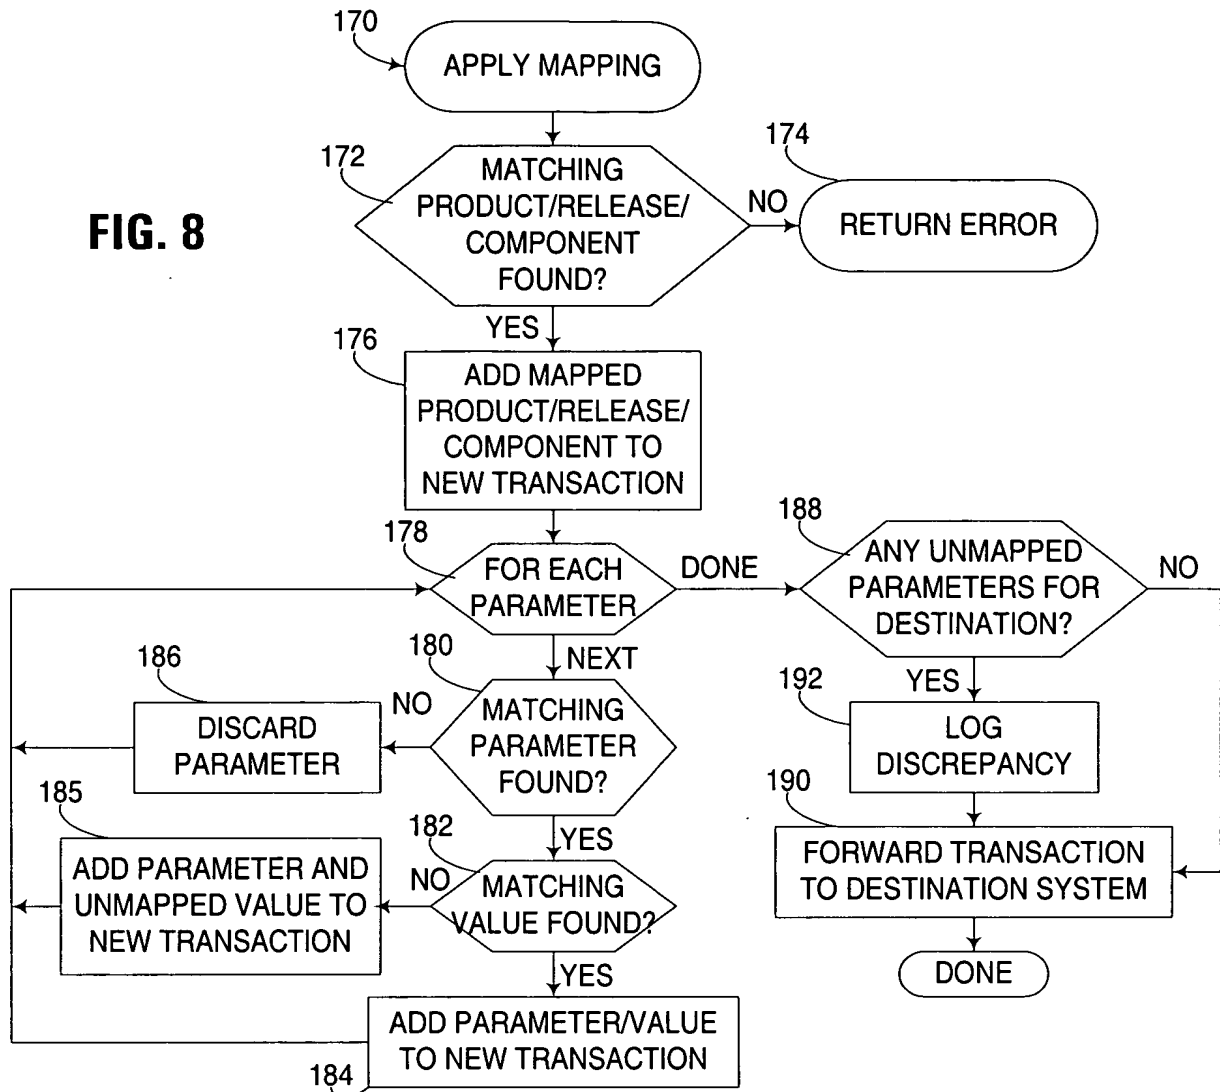 170
APPLY MAPPING
172
MATCHING
PRODUCT/RELEASE/
COMPONENT
FOUND?
NO
174
RETURN ERROR
FIG. 8
YES
176
ADD MAPPED
PRODUCT/RELEASE/
COMPONENT TO
NEW TRANSACTION
178
FOR EACH
PARAMETER
DONE
188
ANY UNMAPPED
PARAMETERS FOR
DESTINATION?
NO
NEXT
180
MATCHING
PARAMETER
FOUND?
NO
186
DISCARD
PARAMETER
YES
192
LOG
DISCREPANCY
YES
182
MATCHING
VALUE FOUND?
NO
185
ADD PARAMETER AND
UNMAPPED VALUE TO
NEW TRANSACTION
190
FORWARD TRANSACTION
TO DESTINATION SYSTEM
DONE
YES
ADD PARAMETER/VALUE
TO NEW TRANSACTION
184